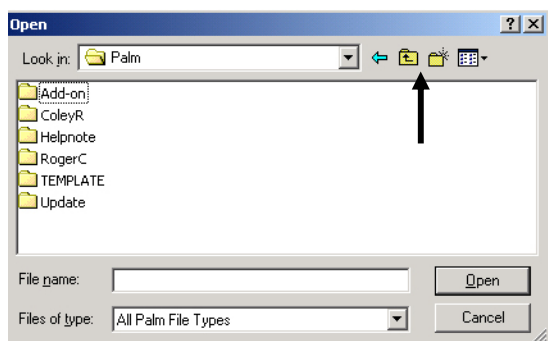 Open
Look in: Palm
Add-on
ColeyR
Helpnote
RogerC
TEMPLATE
Update
File name: Open
Files of type: All Palm File Types Cancel